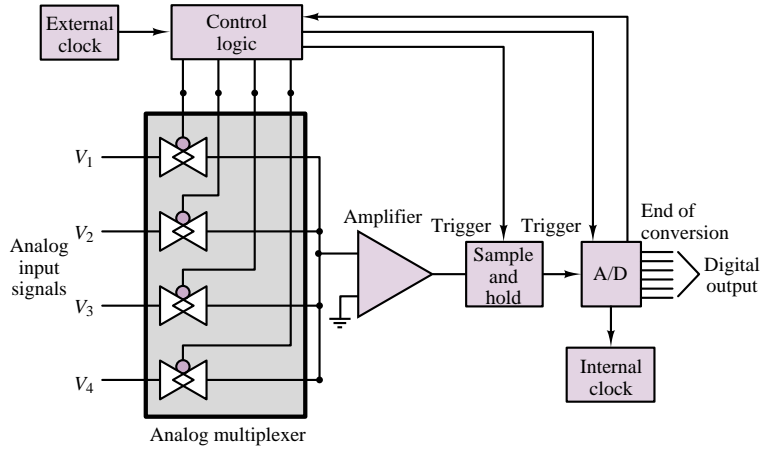 External
clock
Control
logic
V1
V2
V3
V4
Analog
input
signals
Amplifier
Trigger
Trigger
End of
conversion
Sample
and
hold
A/D
Digital
output
Internal
clock
Analog multiplexer